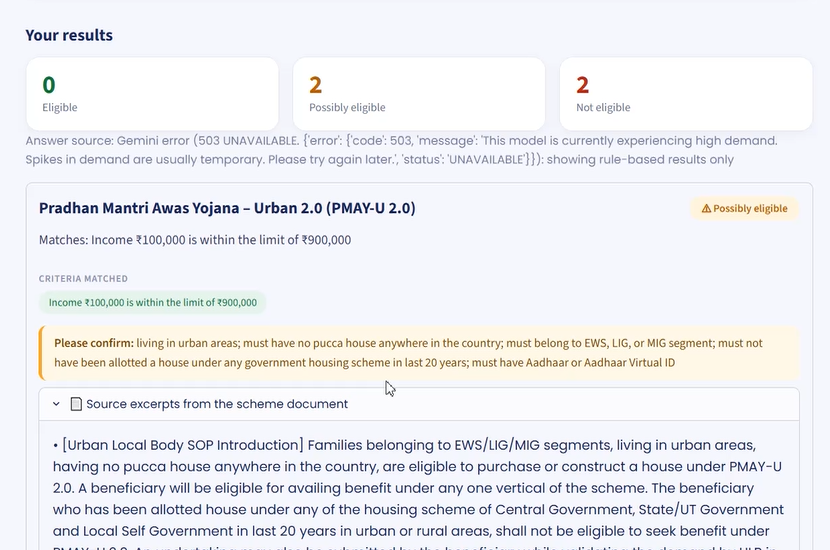 Your results
0
Eligible
2
Possibly eligible
2
Not eligible
Answer source: Gemini error (503 UNAVAILABLE. {'error': {'code': 503, 'message': 'This model is currently experiencing high demand.
Spikes in demand are usually temporary. Please try again later.', 'status': 'UNAVAILABLE'}}): showing rule-based results only
Pradhan Mantri Awas Yojana – Urban 2.0 (PMAY-U 2.0)
⚠ Possibly eligible
Matches: Income ₹100,000 is within the limit of ₹900,000
CRITERIA MATCHED
Income ₹100,000 is within the limit of ₹900,000
Please confirm: living in urban areas; must have no pucca house anywhere in the country; must belong to EWS, LIG, or MIG segment; must not
have been allotted a house under any government housing scheme in last 20 years; must have Aadhaar or Aadhaar Virtual ID
Source excerpts from the scheme document
• [Urban Local Body SOP Introduction] Families belonging to EWS/LIG/MIG segments, living in urban areas,
having no pucca house anywhere in the country, are eligible to purchase or construct a house under PMAY-U
2.0. A beneficiary will be eligible for availing benefit under any one vertical of the scheme. The beneficiary
who has been allotted house under any of the housing scheme of Central Government, State/UT Government
and Local Self Government in last 20 years in urban or rural areas, shall not be eligible to seek benefit under